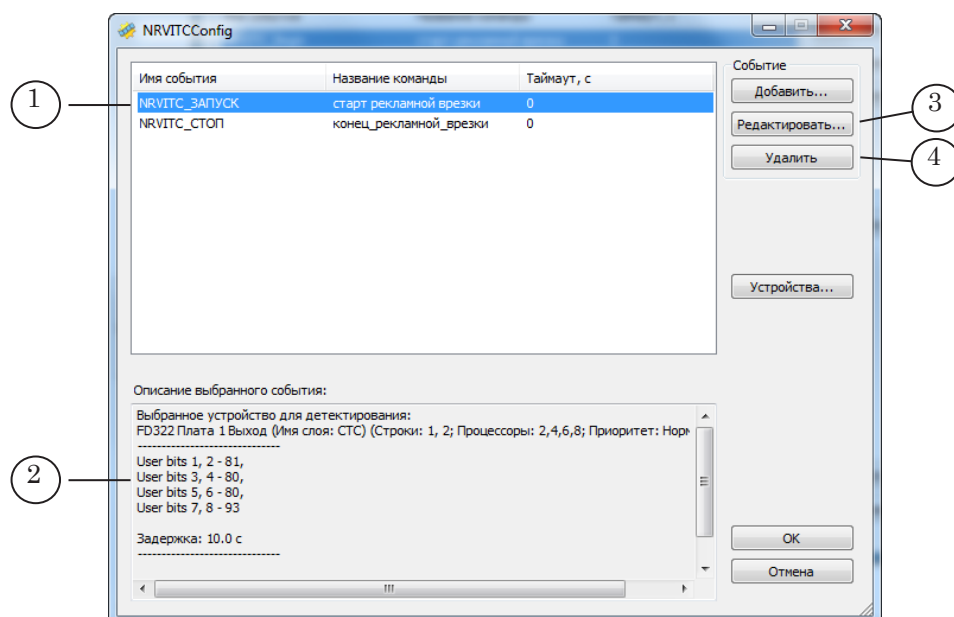 NRVITCConfig
Имя события Название команды Таймаут, с
NRVITC_ЗАПУСК старт рекламной врезки 0
NRVITC_СТОП конец_рекламной_врезки 0
Событие
Добавить...
Редактировать...
Удалить
Устройства...
Описание выбранного события:
Выбранное устройство для детектирования:
FD322 Плата 1 Выход (Имя слоя: СТС) (Строки: 1, 2; Процессоры: 2,4,6,8; Приоритет: Норм
------------------------------
User bits 1, 2 - 81,
User bits 3, 4 - 80,
User bits 5, 6 - 80,
User bits 7, 8 - 93
Задержка: 10.0 с
------------------------------
OK
Отмена
1
2
3
4